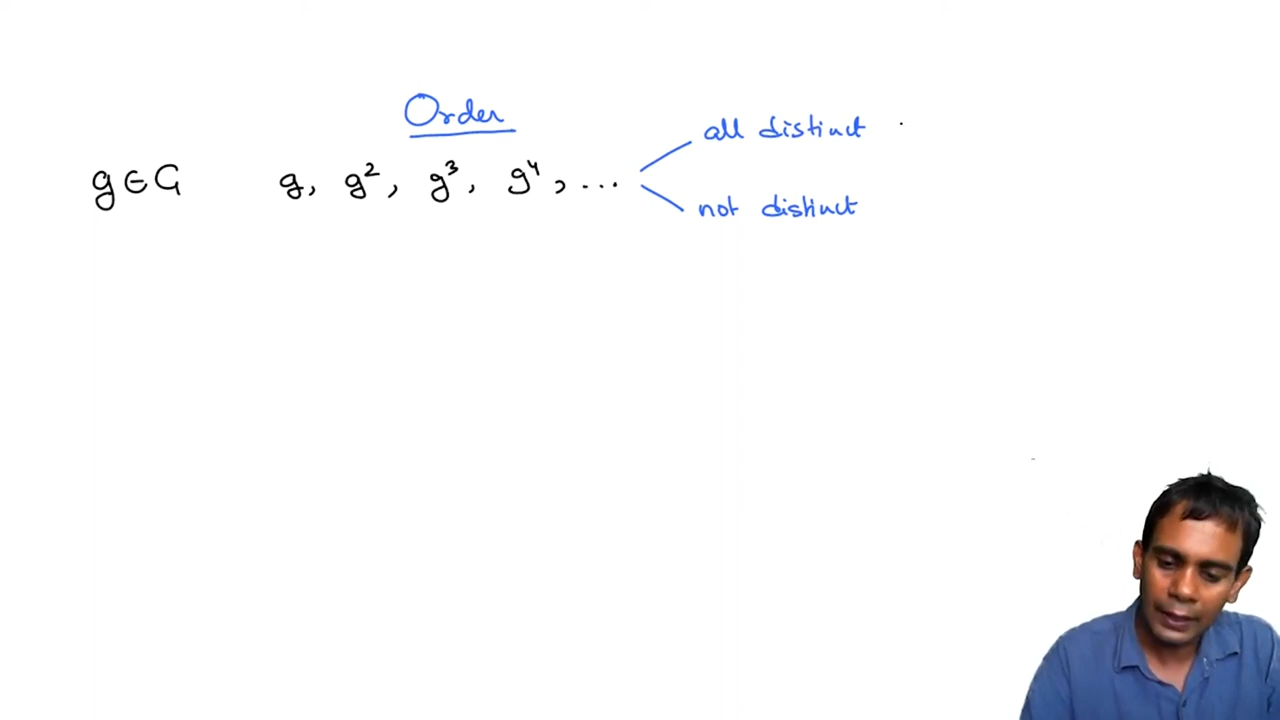 Order
all distinct
g ∈ G g, g², g³, g⁴, ...
not distinct